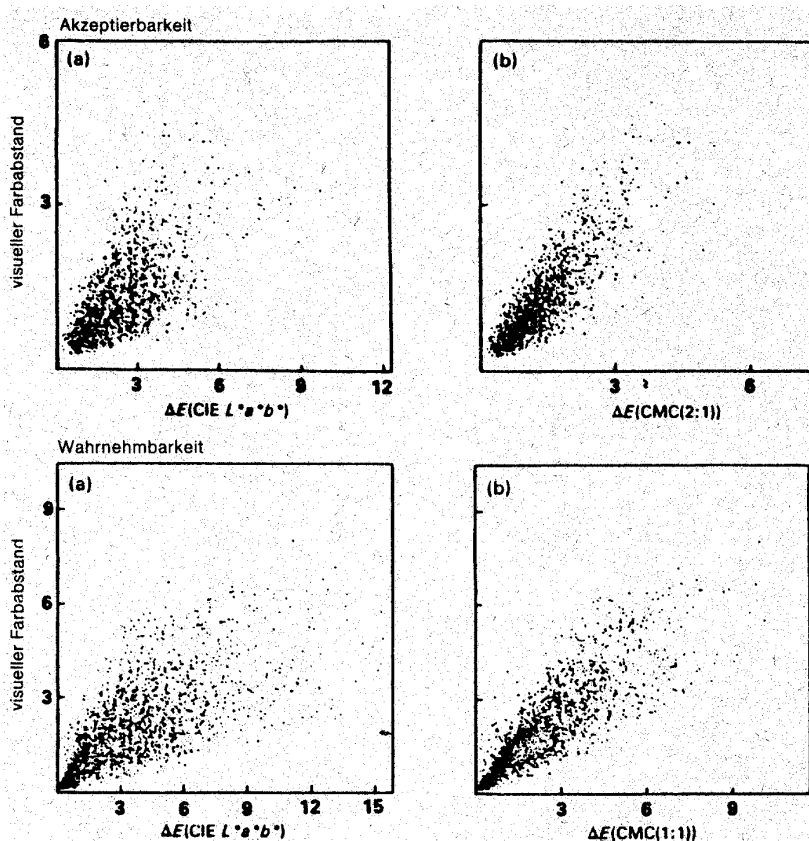 Akzeptierbarkeit
6
(a)
(b)
visueller Farbabstand
3
3 6 9 12
3 6
ΔE(CIE L*a*b*)
ΔE(CMC(2:1))
Wahrnehmbarkeit
(a)
(b)
9
visueller Farbabstand
6
3
3 6 9 12 15
3 6 9
ΔE(CIE L*a*b*)
ΔE(CMC(1:1))